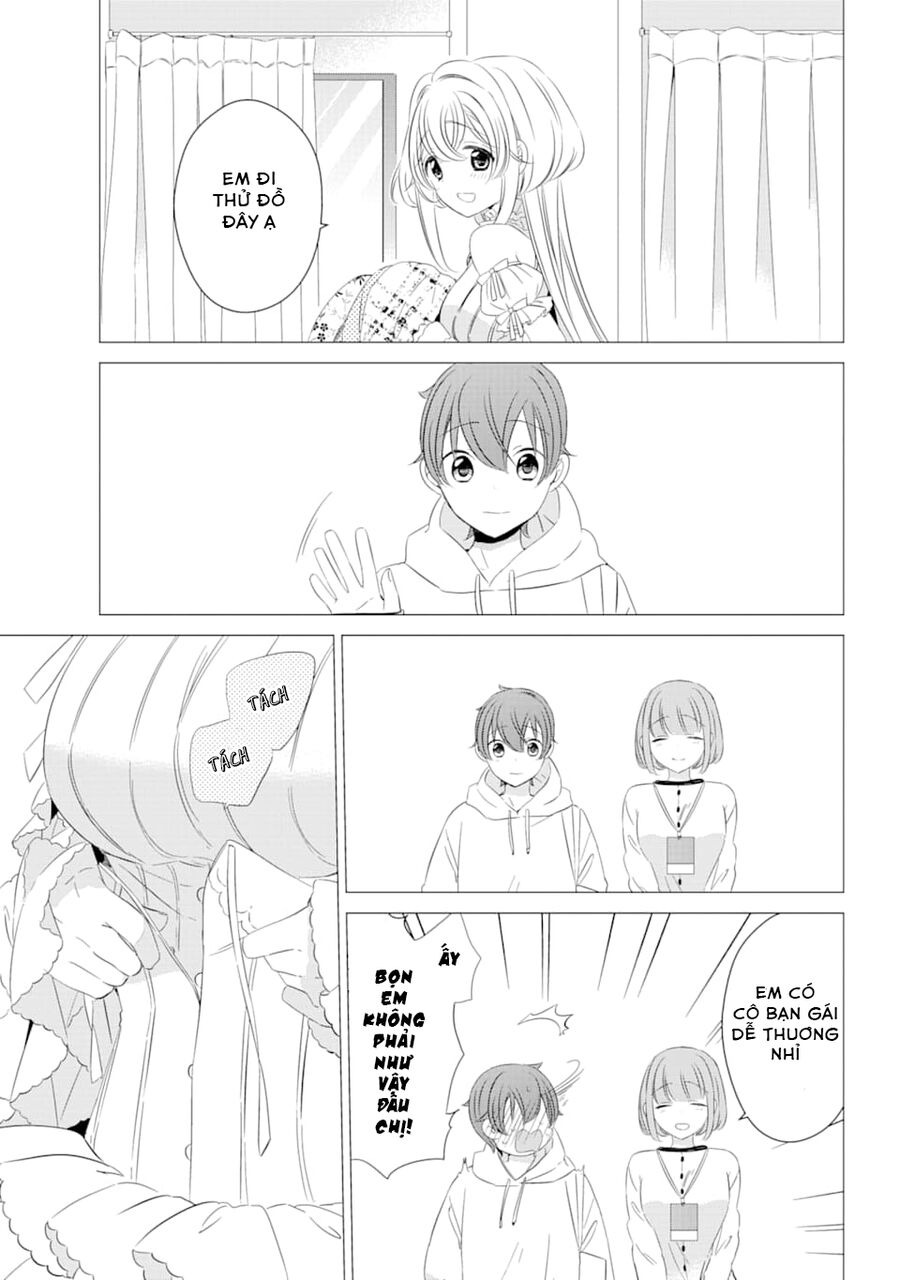 EM ĐI
THỬ ĐỒ
ĐÂY Ạ
EM CÓ
CÔ BẠN GÁI
DỄ THƯƠNG
NHỈ
ẤY
BỌN
EM
KHÔNG
PHẢI
NHƯ
VẬY
ĐÂU
CHỊ!
TÁCH
TÁCH